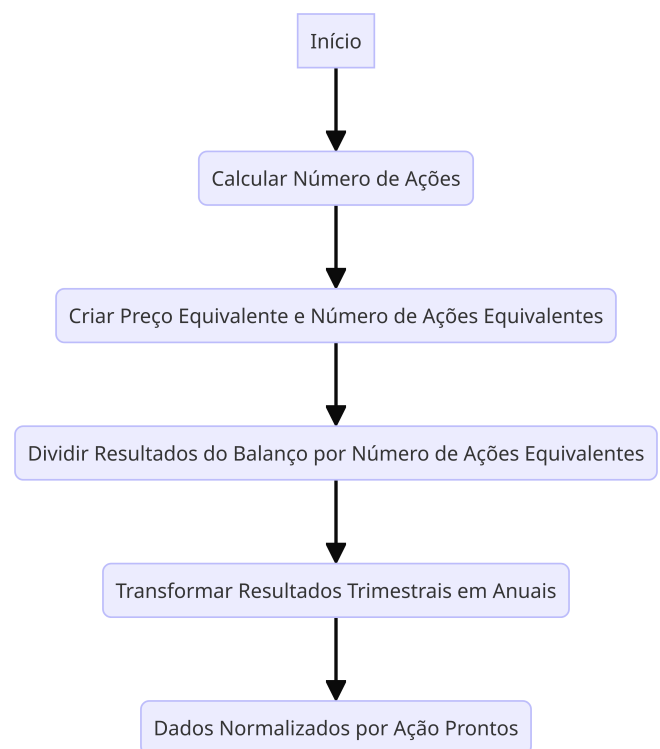 Início
Calcular Número de Ações
Criar Preço Equivalente e Número de Ações Equivalentes
Dividir Resultados do Balanço por Número de Ações Equivalentes
Transformar Resultados Trimestrais em Anuais
Dados Normalizados por Ação Prontos